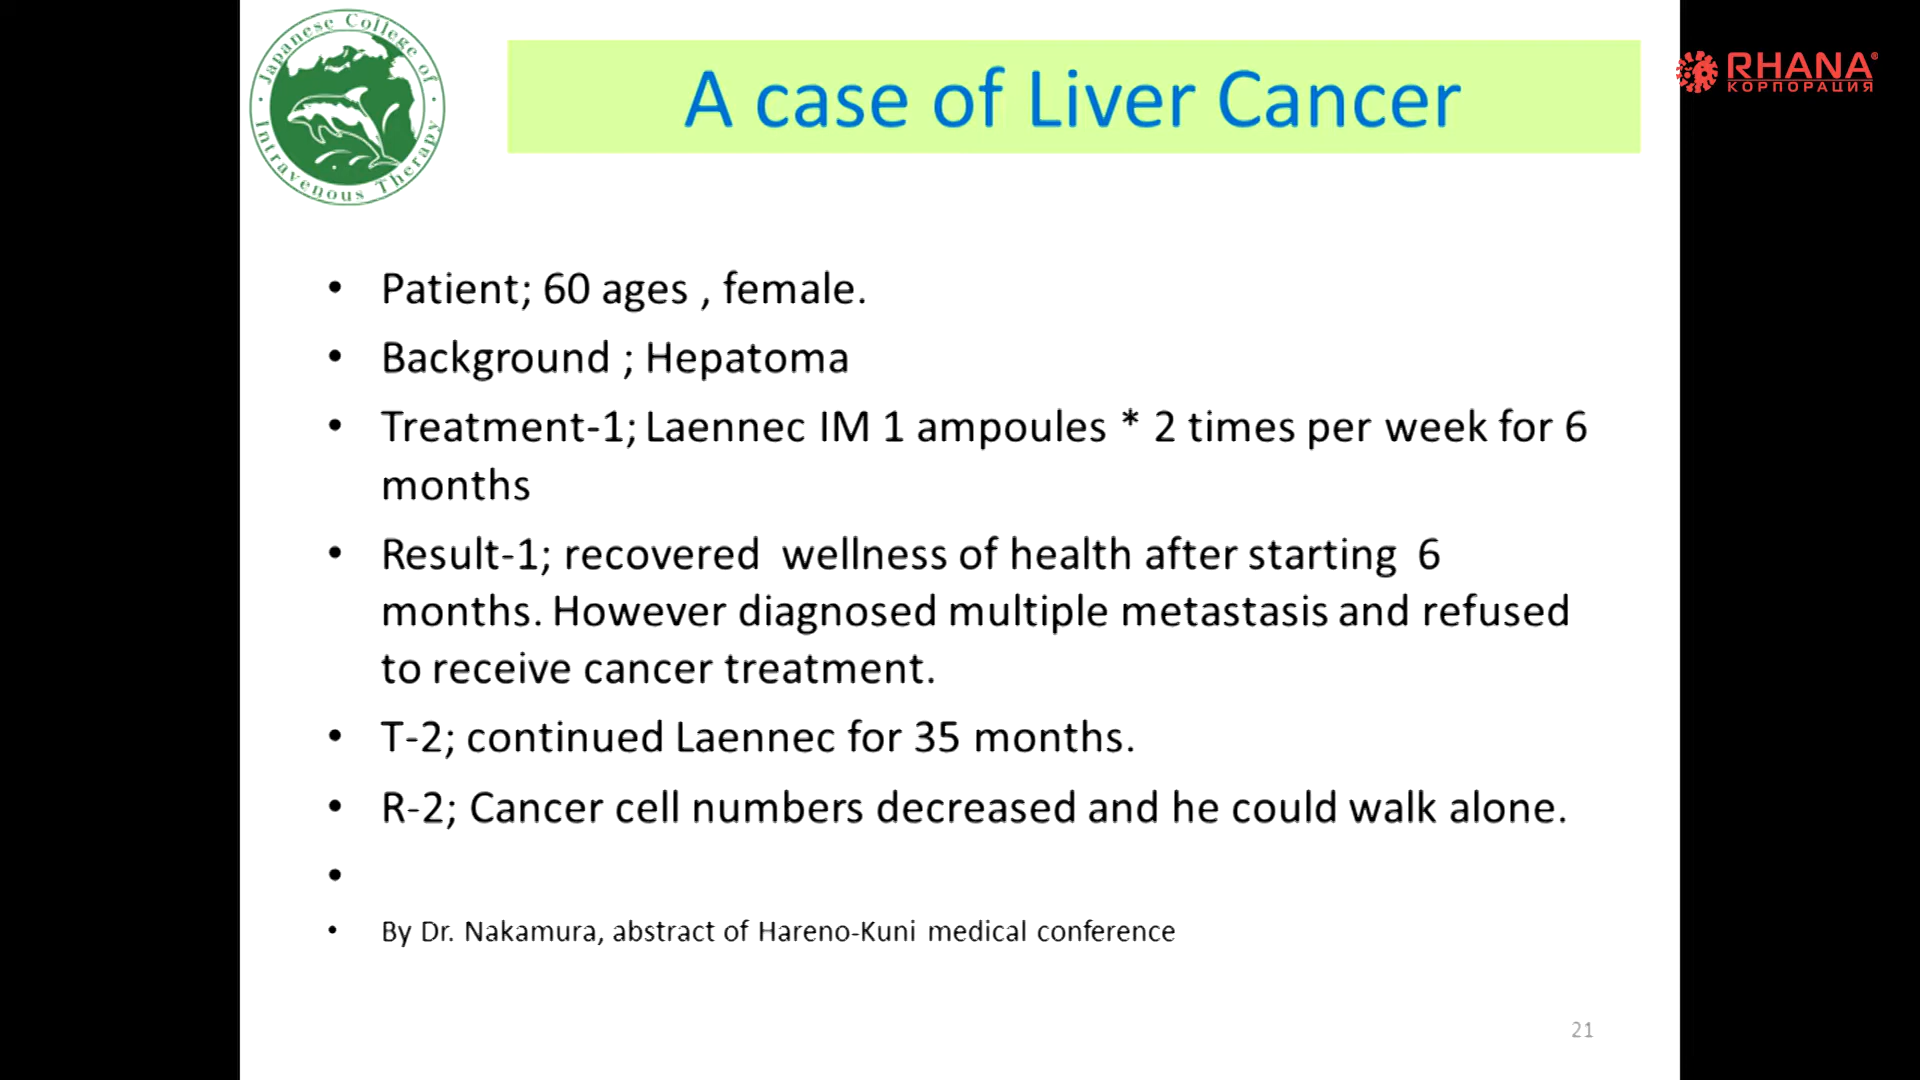 Japanese College of
Intravenous Therapy
A case of Liver Cancer
RHANA®
КОРПОРАЦИЯ
• Patient; 60 ages , female.
• Background ; Hepatoma
• Treatment-1; Laennec IM 1 ampoules * 2 times per week for 6
months
• Result-1; recovered wellness of health after starting 6
months. However diagnosed multiple metastasis and refused
to receive cancer treatment.
• T-2; continued Laennec for 35 months.
• R-2; Cancer cell numbers decreased and he could walk alone.
•
• By Dr. Nakamura, abstract of Hareno-Kuni medical conference
21